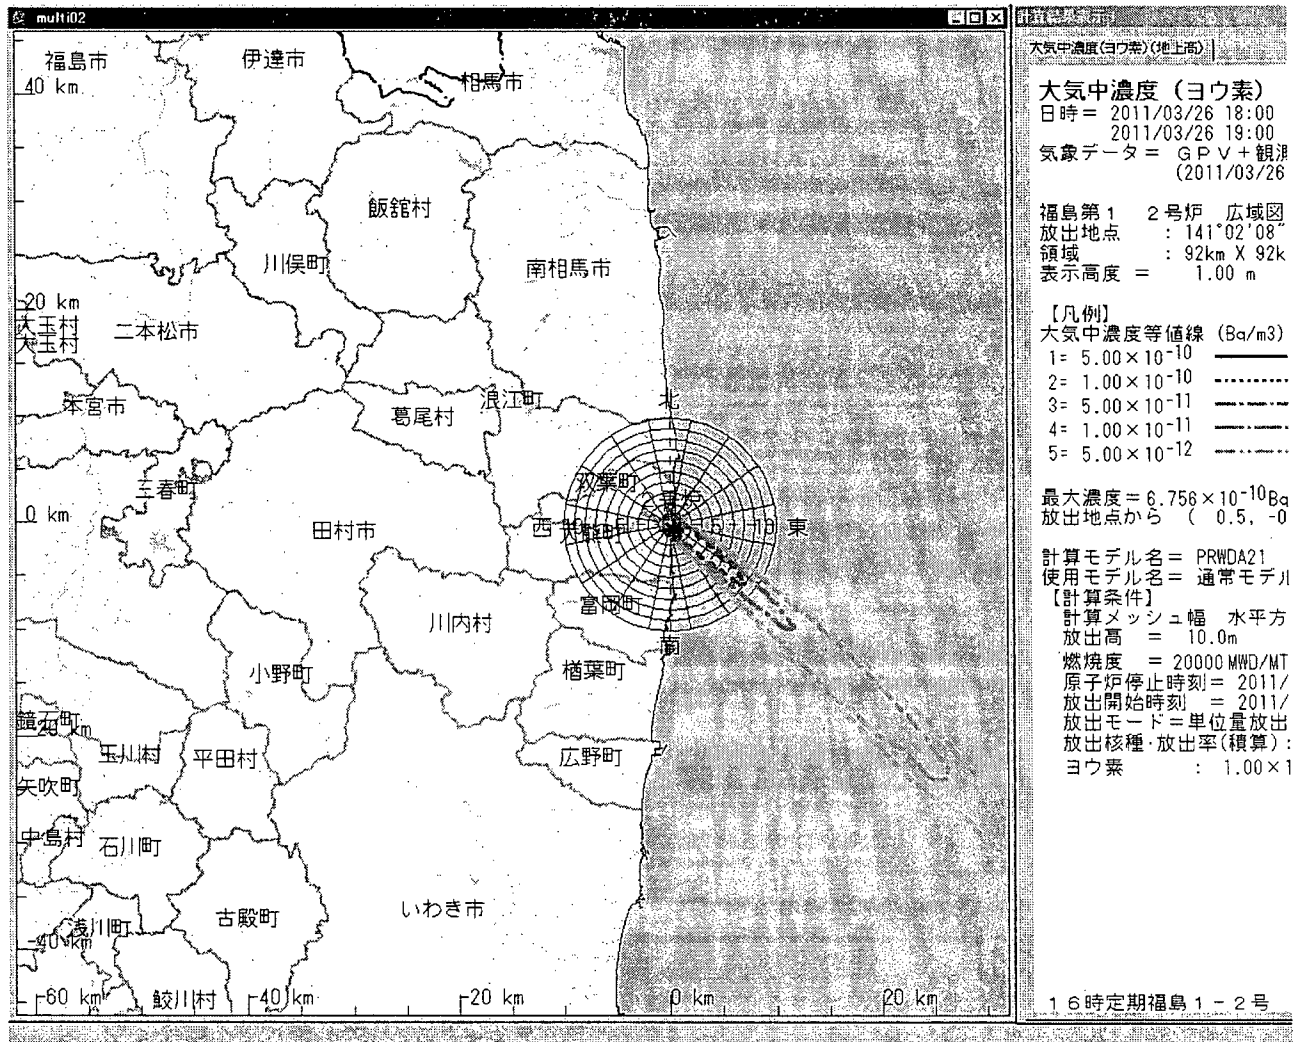 multi02
福島市
伊達市
相馬市
40 km
飯舘村
川俣町
南相馬市
20 km
大玉村
大玉村
二本松市
本宮市
浪江町
葛尾村
北
三春町
双葉町
0 km
田村市
西
東
富岡町
川内村
南
小野町
楢葉町
鏡石町
-20 km
玉川村
平田村
広野町
矢吹町
中島村
石川町
古殿町
いわき市
浅川町
-40 km
鮫川村
-60 km
-40 km
-20 km
0 km
20 km
計算結果表示
大気中濃度(ヨウ素)(地上高)
大気中濃度 (ヨウ素)
日時= 2011/03/26 18:00
2011/03/26 19:00
気象データ= GPV+観測
(2011/03/26
福島第1 2号炉 広域図
放出地点 : 141°02'08"
領域 : 92km X 92k
表示高度 = 1.00 m
【凡例】
大気中濃度等値線 (Bq/m3)
1= 5.00×10-10
2= 1.00×10-10
3= 5.00×10-11
4= 1.00×10-11
5= 5.00×10-12
最大濃度=6.756×10-10Bq
放出地点から ( 0.5, -0
計算モデル名= PRWDA21
使用モデル名= 通常モデル
【計算条件】
計算メッシュ幅 水平方
放出高 = 10.0m
燃焼度 = 20000MWD/MT
原子炉停止時刻= 2011/
放出開始時刻 = 2011/
放出モード=単位量放出
放出核種・放出率(積算):
ヨウ素 : 1.00×1
16時定期福島1-2号